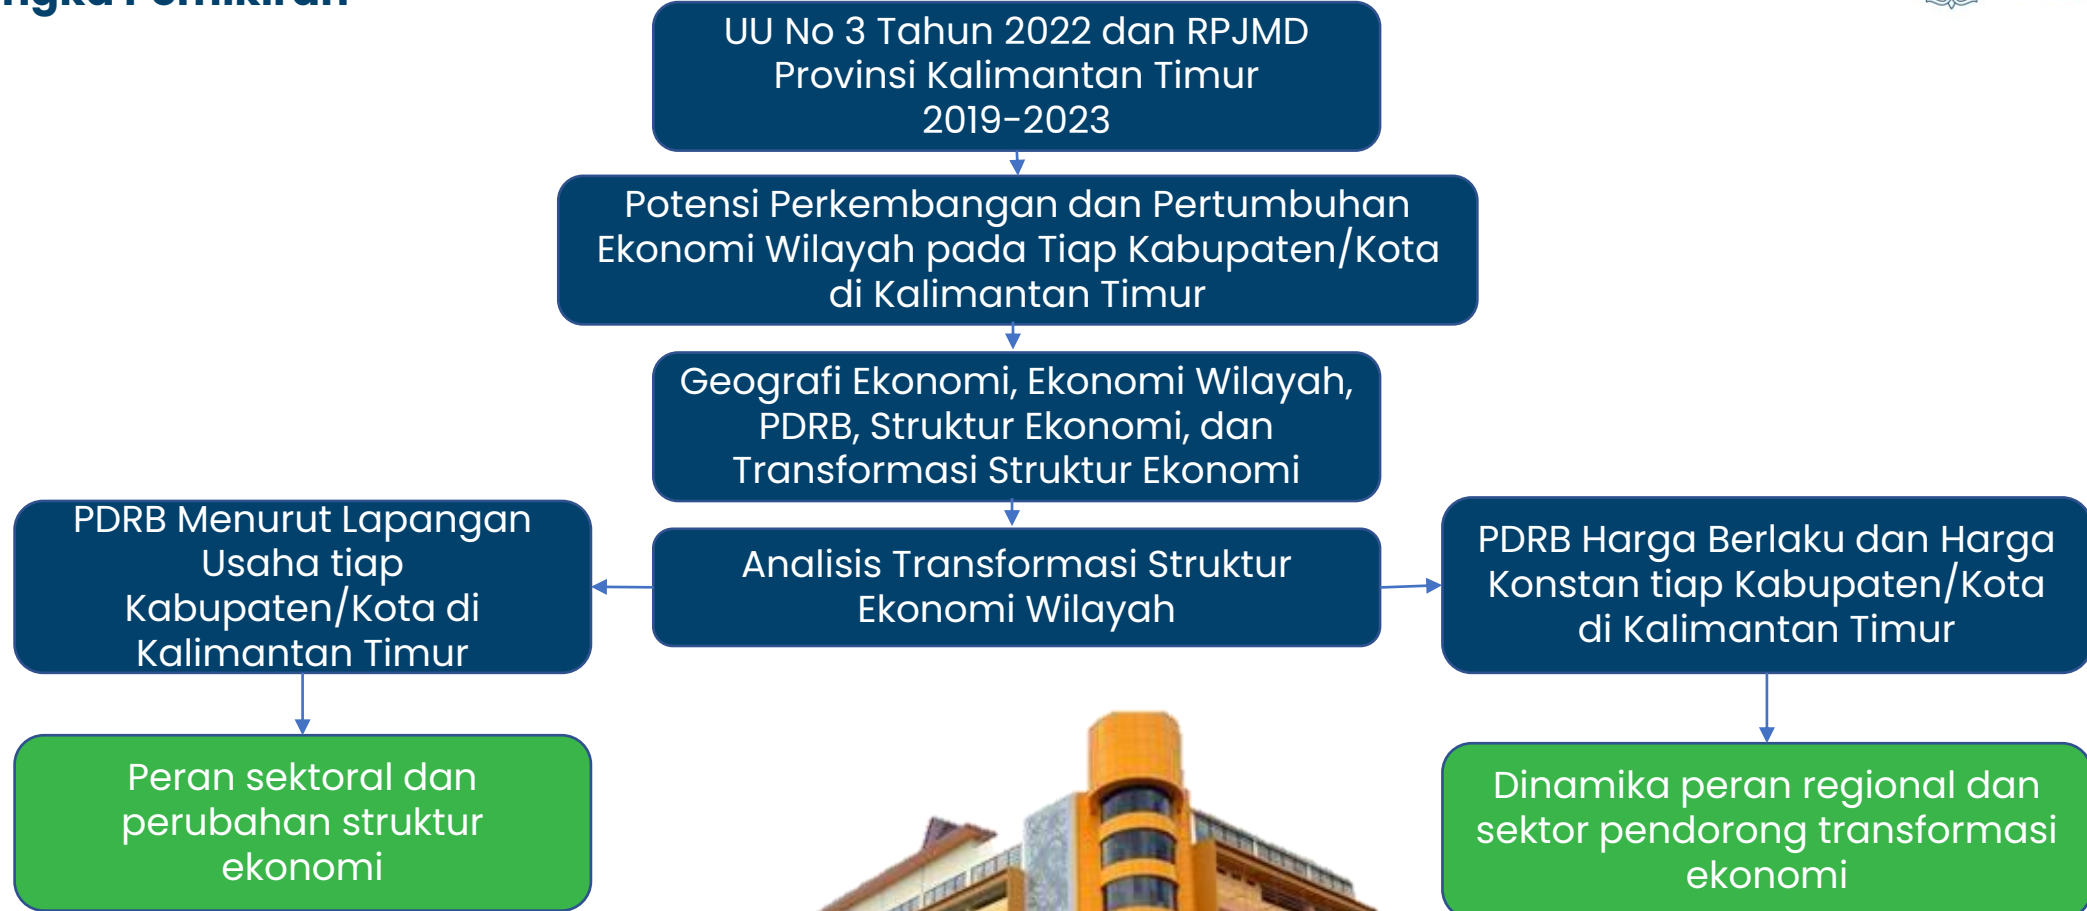 Pemikiran
UU No 3 Tahun 2022 dan RPJMD
Provinsi Kalimantan Timur
2019-2023
Potensi Perkembangan dan Pertumbuhan
Ekonomi Wilayah pada Tiap Kabupaten/Kota
di Kalimantan Timur
Geografi Ekonomi, Ekonomi Wilayah,
PDRB, Struktur Ekonomi, dan
Transformasi Struktur Ekonomi
PDRB Menurut Lapangan
Usaha tiap
Kabupaten/Kota di
Kalimantan Timur
Analisis Transformasi Struktur
Ekonomi Wilayah
PDRB Harga Berlaku dan Harga
Konstan tiap Kabupaten/Kota
di Kalimantan Timur
Peran sektoral dan
perubahan struktur
ekonomi
Dinamika peran regional dan
sektor pendorong transformasi
ekonomi